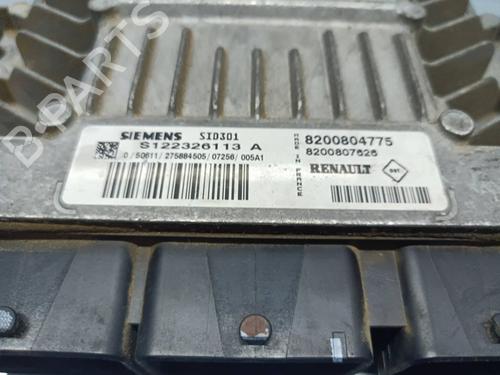 B-PARTS
SIEMENS SID301
S122326113 A
0/50611/275884505/07256/005A1
MADE IN FRANCE
8200804775
8200807626
RENAULT